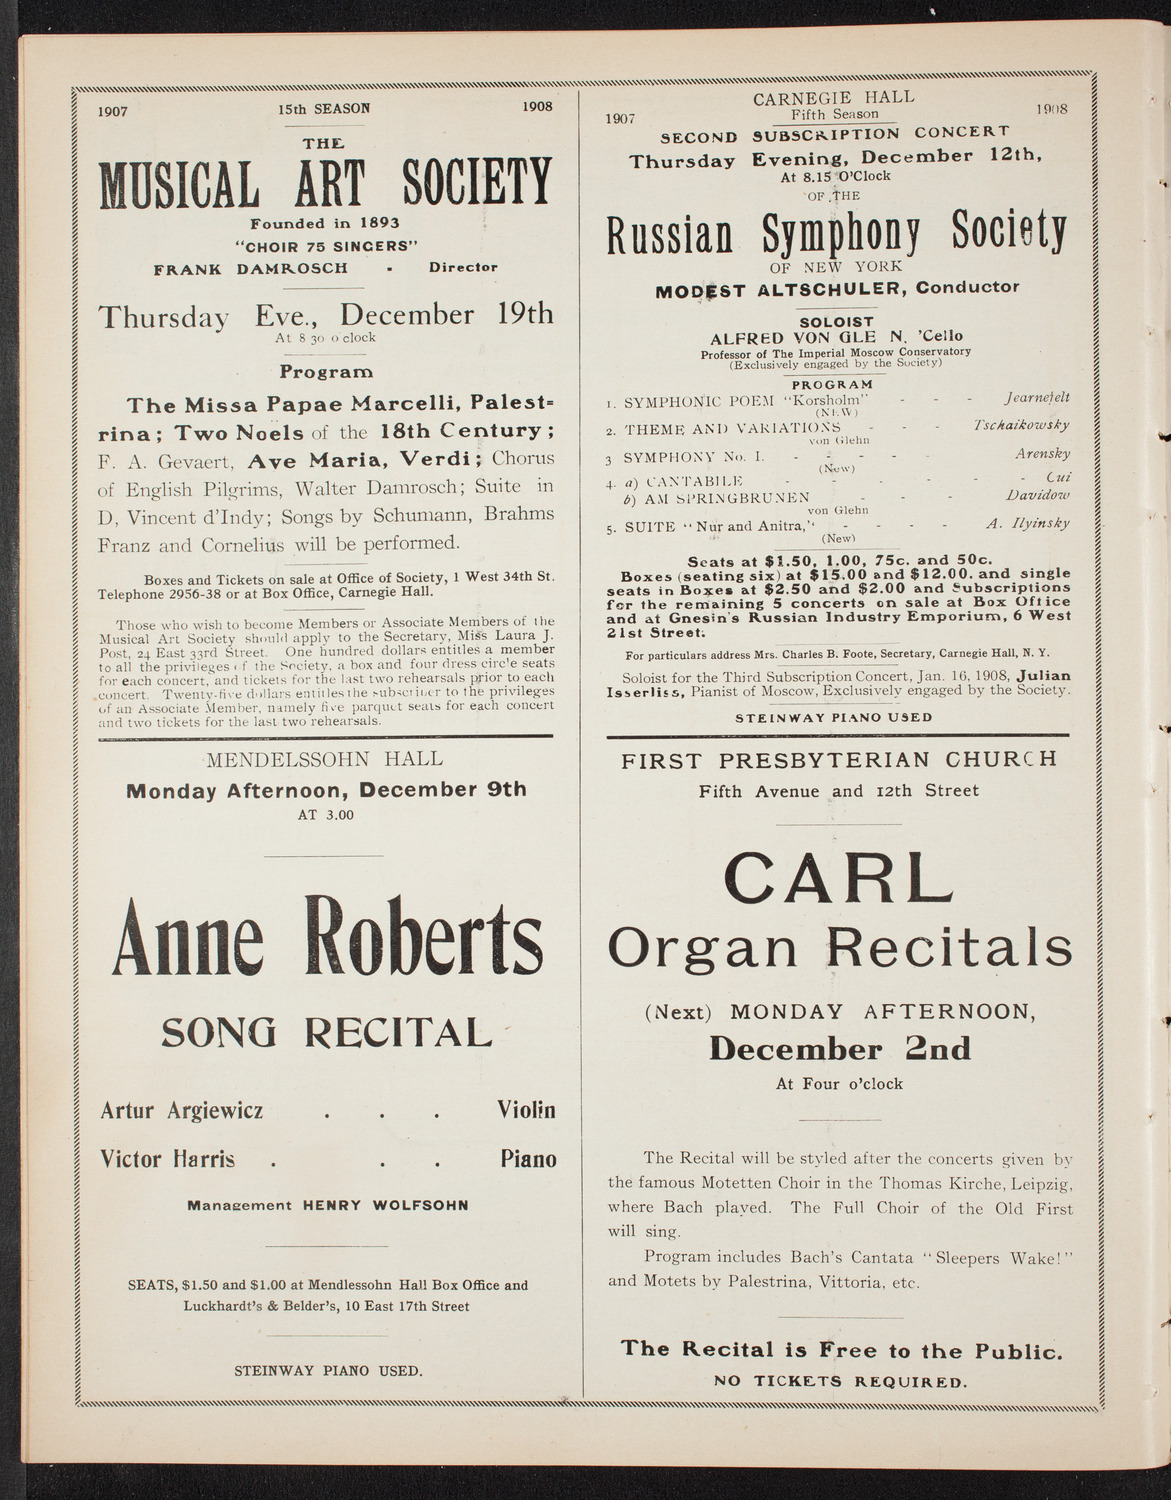 1907 15th SEASON 1908
THE
MUSICAL ART SOCIETY
Founded in 1893
"CHOIR 75 SINGERS"
FRANK DAMROSCH - Director
Thursday Eve., December 19th
At 8 30 o'clock
Program
The Missa Papae Marcelli, Palest=
rina; Two Noels of the 18th Century;
F. A. Gevaert, Ave Maria, Verdi; Chorus
of English Pilgrims, Walter Damrosch; Suite in
D, Vincent d'Indy; Songs by Schumann, Brahms
Franz and Cornelius will be performed.
Boxes and Tickets on sale at Office of Society, 1 West 34th St.
Telephone 2956-38 or at Box Office, Carnegie Hall.
Those who wish to become Members or Associate Members of the
Musical Art Society should apply to the Secretary, Miss Laura J.
Post, 24 East 33rd Street. One hundred dollars entitles a member
to all the privileges of the Society, a box and four dress circle seats
for each concert, and tickets for the last two rehearsals prior to each
concert. Twenty-five dollars entitles the subscriber to the privileges
of an Associate Member, namely five parquet seats for each concert
and two tickets for the last two rehearsals.
MENDELSSOHN HALL
Monday Afternoon, December 9th
AT 3.00
Anne Roberts
SONG RECITAL
Artur Argiewicz . . . Violin
Victor Harris . . . Piano
Management HENRY WOLFSOHN
SEATS, $1.50 and $1.00 at Mendlessohn Hall Box Office and
Luckhardt's & Belder's, 10 East 17th Street
STEINWAY PIANO USED.
CARNEGIE HALL
1907 Fifth Season 1908
SECOND SUBSCRIPTION CONCERT
Thursday Evening, December 12th,
At 8.15 O'Clock
OF THE
Russian Symphony Society
OF NEW YORK
MODEST ALTSCHULER, Conductor
SOLOIST
ALFRED VON GLE N, 'Cello
Professor of The Imperial Moscow Conservatory
(Exclusively engaged by the Society)
PROGRAM
1. SYMPHONIC POEM "Korsholm" - - - Jearnefelt
(NEW)
2. THEME AND VARIATIONS - - - Tschaikowsky
von Glehn
3 SYMPHONY No. I. - - - - - Arensky
(New)
4. a) CANTABILE - - - - - - Cui
b) AM SPRINGBRUNEN - - - Davidow
von Glehn
5. SUITE "Nur and Anitra," - - - - A. Ilyinsky
(New)
Seats at $1.50, 1.00, 75c. and 50c.
Boxes (seating six) at $15.00 and $12.00. and single
seats in Boxes at $2.50 and $2.00 and Subscriptions
for the remaining 5 concerts on sale at Box Office
and at Gnesin's Russian Industry Emporium, 6 West
21st Street.
For particulars address Mrs. Charles B. Foote, Secretary, Carnegie Hall, N. Y.
Soloist for the Third Subscription Concert, Jan. 16, 1908, Julian
Isserliss, Pianist of Moscow, Exclusively engaged by the Society.
STEINWAY PIANO USED
FIRST PRESBYTERIAN CHURCH
Fifth Avenue and 12th Street
CARL
Organ Recitals
(Next) MONDAY AFTERNOON,
December 2nd
At Four o'clock
The Recital will be styled after the concerts given by
the famous Motetten Choir in the Thomas Kirche, Leipzig,
where Bach played. The Full Choir of the Old First
will sing.
Program includes Bach's Cantata "Sleepers Wake!"
and Motets by Palestrina, Vittoria, etc.
The Recital is Free to the Public.
NO TICKETS REQUIRED.